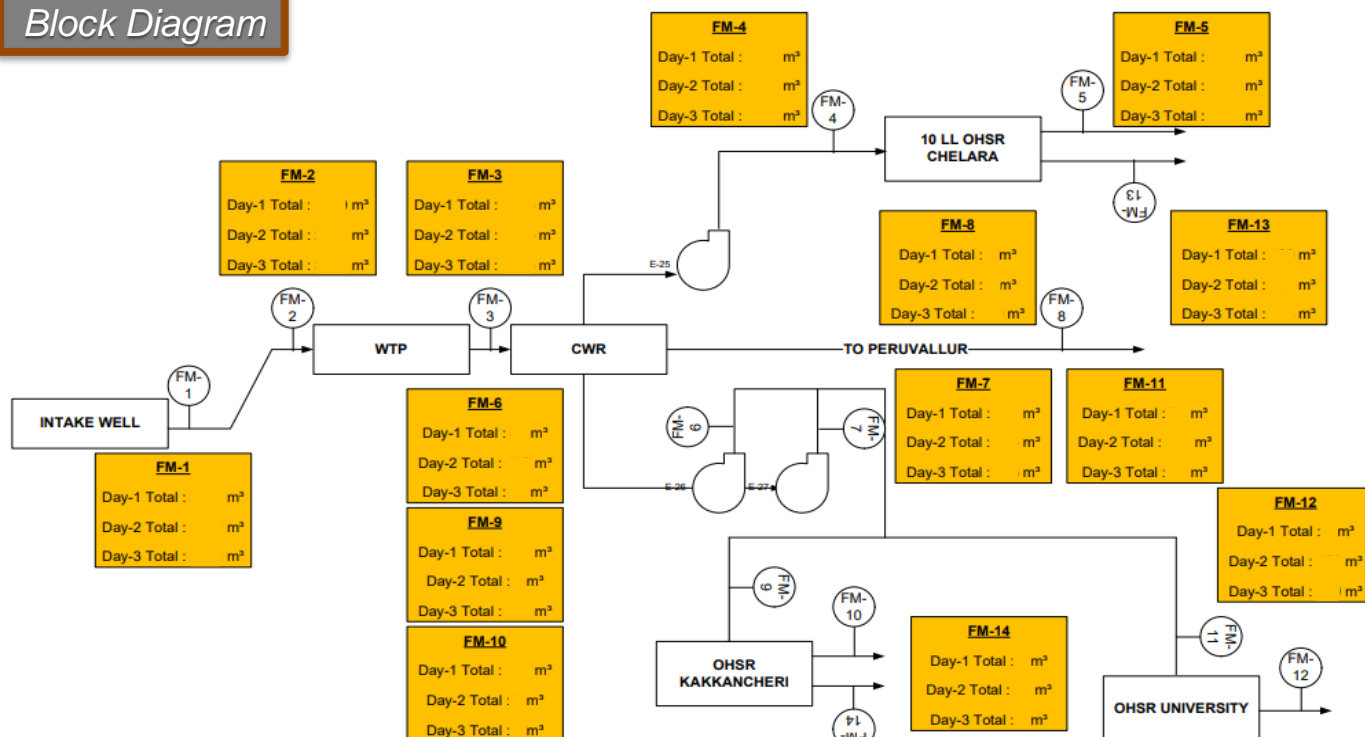 Block Diagram
FM-4
Day-1 Total : m³
Day-2 Total : m³
Day-3 Total : m³
FM-5
Day-1 Total : m³
Day-2 Total : m³
Day-3 Total : m³
FM-
4
FM-
5
10 LL OHSR
CHELARA
FM-
13
FM-2
Day-1 Total : m³
Day-2 Total : m³
Day-3 Total : m³
FM-3
Day-1 Total : m³
Day-2 Total : m³
Day-3 Total : m³
E-25
FM-8
Day-1 Total : m³
Day-2 Total : m³
Day-3 Total : m³
FM-13
Day-1 Total : m³
Day-2 Total : m³
Day-3 Total : m³
FM-
2
FM-
3
FM-
8
WTP
CWR
TO PERUVALLUR
FM-
1
INTAKE WELL
FM-6
Day-1 Total : m³
Day-2 Total : m³
Day-3 Total : m³
FM-
6
FM-
7
FM-7
Day-1 Total : m³
Day-2 Total : m³
Day-3 Total : m³
FM-11
Day-1 Total : m³
Day-2 Total : m³
Day-3 Total : m³
FM-1
Day-1 Total : m³
Day-2 Total : m³
Day-3 Total : m³
E-26
E-27
FM-9
Day-1 Total : m³
Day-2 Total : m³
Day-3 Total : m³
FM-12
Day-1 Total : m³
Day-2 Total : m³
Day-3 Total : m³
FM-
9
FM-
10
FM-10
Day-1 Total : m³
Day-2 Total : m³
Day-3 Total : m³
OHSR
KAKKANCHERI
FM-
14
FM-14
Day-1 Total : m³
Day-2 Total : m³
Day-3 Total : m³
FM-
11
FM-
12
OHSR UNIVERSITY